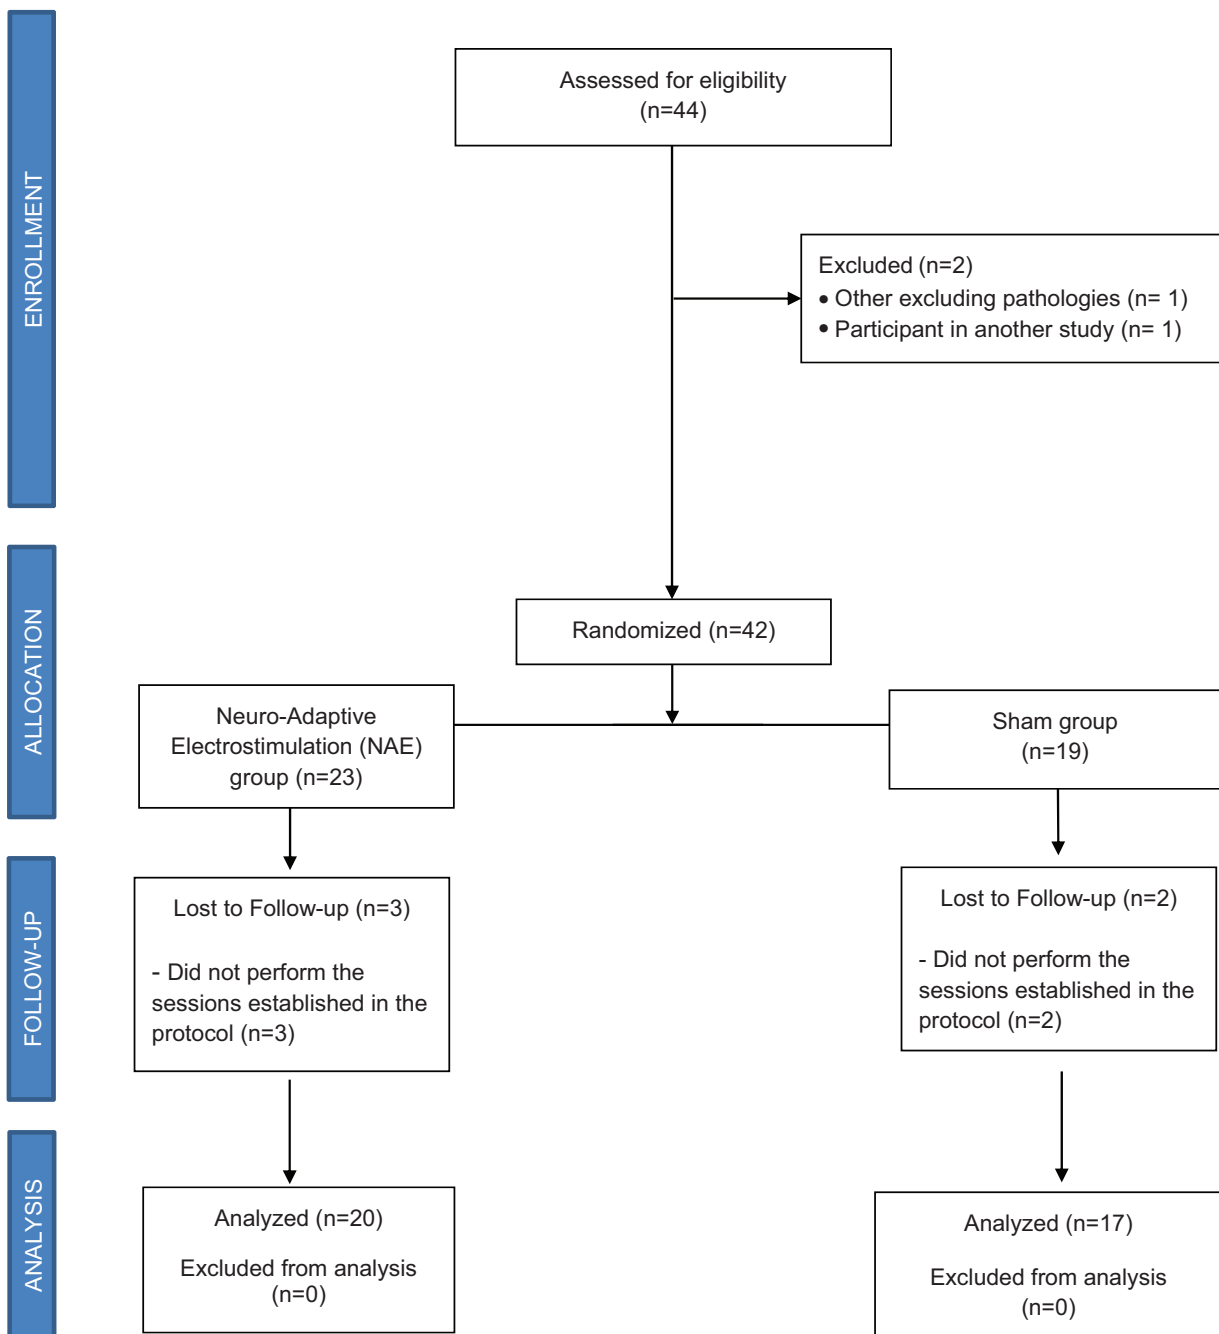 ENROLLMENT
Assessed for eligibility
(n=44)
Excluded (n=2)
• Other excluding pathologies (n= 1)
• Participant in another study (n= 1)
ALLOCATION
Randomized (n=42)
Neuro-Adaptive
Electrostimulation (NAE)
group (n=23)
Sham group
(n=19)
FOLLOW-UP
Lost to Follow-up (n=3)
- Did not perform the
sessions established in the
protocol (n=3)
Lost to Follow-up (n=2)
- Did not perform the
sessions established in the
protocol (n=2)
ANALYSIS
Analyzed (n=20)
Excluded from analysis
(n=0)
Analyzed (n=17)
Excluded from analysis
(n=0)